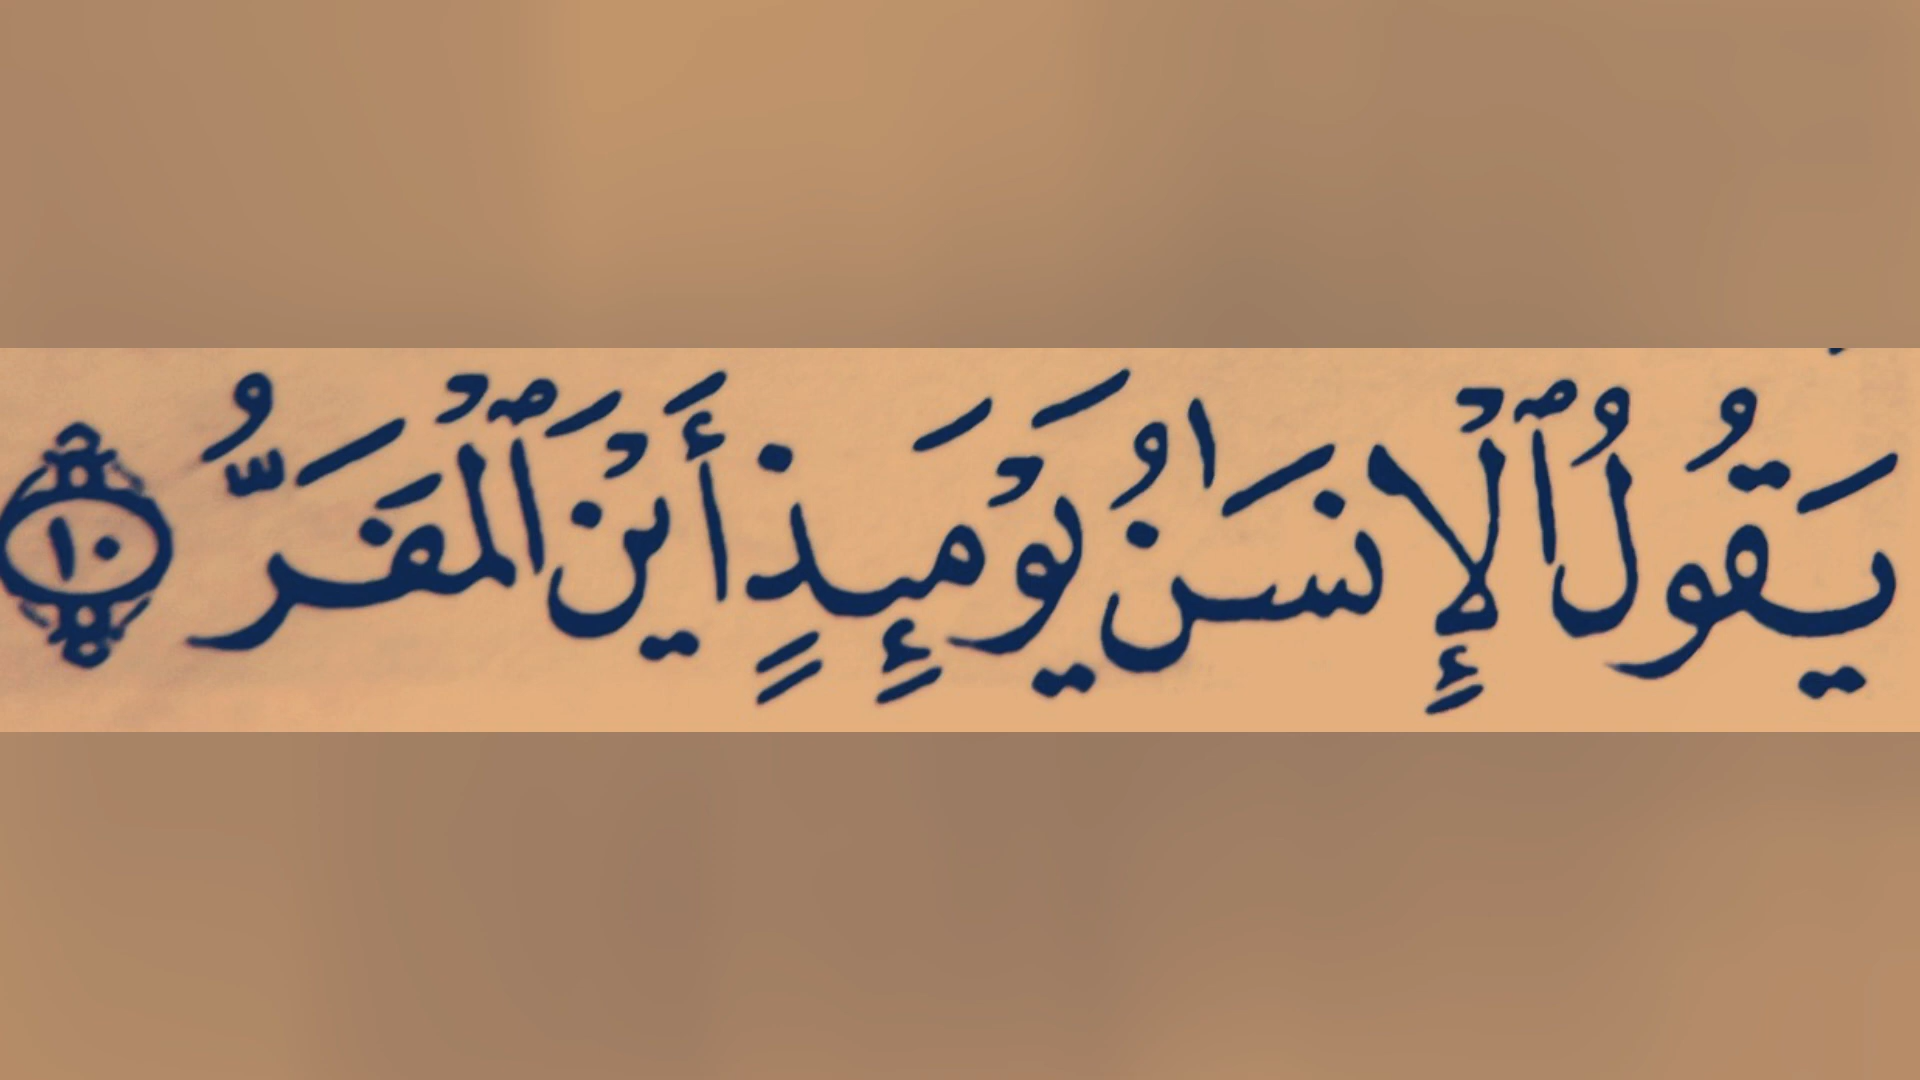 يَقُولُ ٱلْإِنسَٰنُ يَوْمَئِذٍ أَيْنَ ٱلْمَفَرُّ ١٠